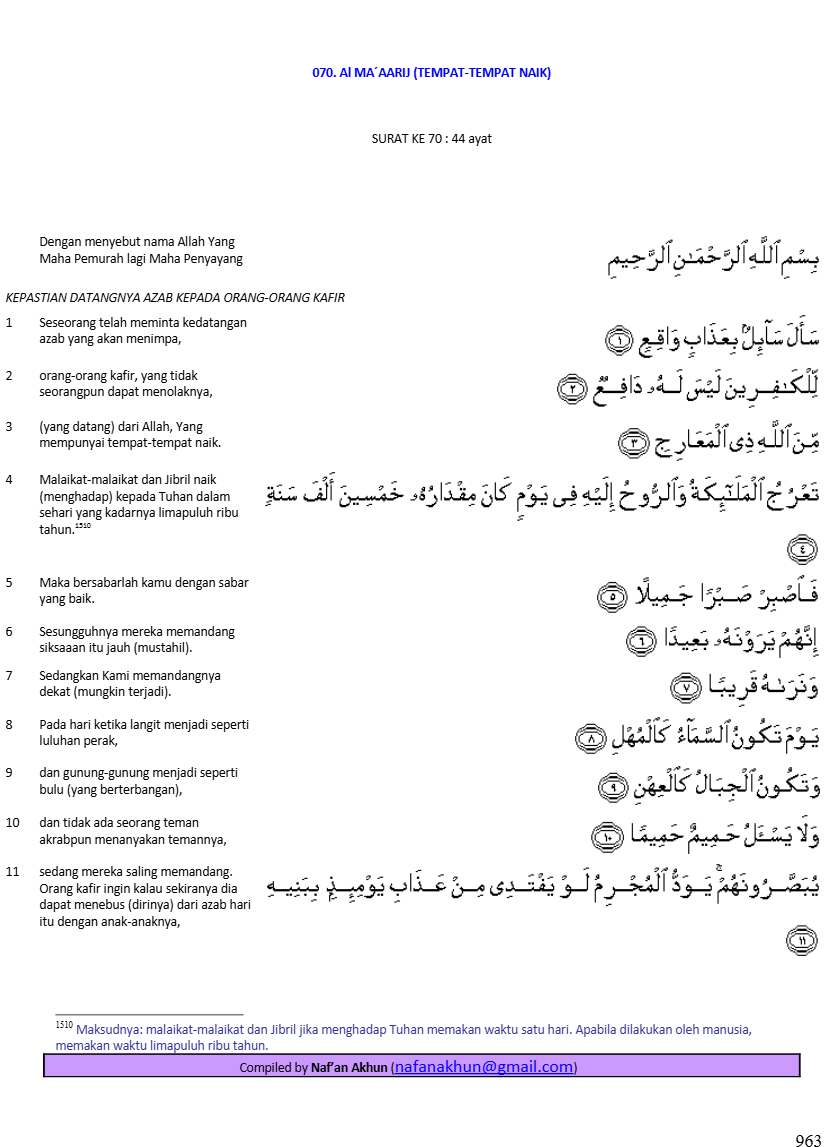 070. Al MA´AARIJ (TEMPAT-TEMPAT NAIK)
SURAT KE 70 : 44 ayat
Dengan menyebut nama Allah Yang
Maha Pemurah lagi Maha Penyayang
بِسْمِ ٱللَّهِ ٱلرَّحْمَـٰنِ ٱلرَّحِيمِ
KEPASTIAN DATANGNYA AZAB KEPADA ORANG-ORANG KAFIR
1 Seseorang telah meminta kedatangan
azab yang akan menimpa,
سَأَلَ سَآئِلٌۢ بِعَذَابٍ وَاقِعٍ ﴿١﴾
2 orang-orang kafir, yang tidak
seorangpun dapat menolaknya,
لِّلْكَـٰفِرِينَ لَيْسَ لَهُۥ دَافِعٌ ﴿٢﴾
3 (yang datang) dari Allah, Yang
mempunyai tempat-tempat naik.
مِّنَ ٱللَّهِ ذِى ٱلْمَعَارِجِ ﴿٣﴾
4 Malaikat-malaikat dan Jibril naik
(menghadap) kepada Tuhan dalam
sehari yang kadarnya limapuluh ribu
tahun.1510
تَعْرُجُ ٱلْمَلَـٰٓئِكَةُ وَٱلرُّوحُ إِلَيْهِ فِى يَوْمٍ كَانَ مِقْدَارُهُۥ خَمْسِينَ أَلْفَ سَنَةٍ
﴿٤﴾
5 Maka bersabarlah kamu dengan sabar
yang baik.
فَٱصْبِرْ صَبْرًا جَمِيلًا ﴿٥﴾
6 Sesungguhnya mereka memandang
siksaaan itu jauh (mustahil).
إِنَّهُمْ يَرَوْنَهُۥ بَعِيدًا ﴿٦﴾
7 Sedangkan Kami memandangnya
dekat (mungkin terjadi).
وَنَرَىٰهُ قَرِيبًا ﴿٧﴾
8 Pada hari ketika langit menjadi seperti
luluhan perak,
يَوْمَ تَكُونُ ٱلسَّمَآءُ كَٱلْمُهْلِ ﴿٨﴾
9 dan gunung-gunung menjadi seperti
bulu (yang berterbangan),
وَتَكُونُ ٱلْجِبَالُ كَٱلْعِهْنِ ﴿٩﴾
10 dan tidak ada seorang teman
akrabpun menanyakan temannya,
وَلَا يَسْـَٔلُ حَمِيمٌ حَمِيمًا ﴿١٠﴾
11 sedang mereka saling memandang.
Orang kafir ingin kalau sekiranya dia
dapat menebus (dirinya) dari azab hari
itu dengan anak-anaknya,
يُبَصَّرُونَهُمْ ۚ يَوَدُّ ٱلْمُجْرِمُ لَوْ يَفْتَدِى مِنْ عَذَابِ يَوْمِئِذٍۭ بِبَنِيهِ
﴿١١﴾
1510 Maksudnya: malaikat-malaikat dan Jibril jika menghadap Tuhan memakan waktu satu hari. Apabila dilakukan oleh manusia,
memakan waktu limapuluh ribu tahun.
Compiled by Naf’an Akhun (nafanakhun@gmail.com)
963